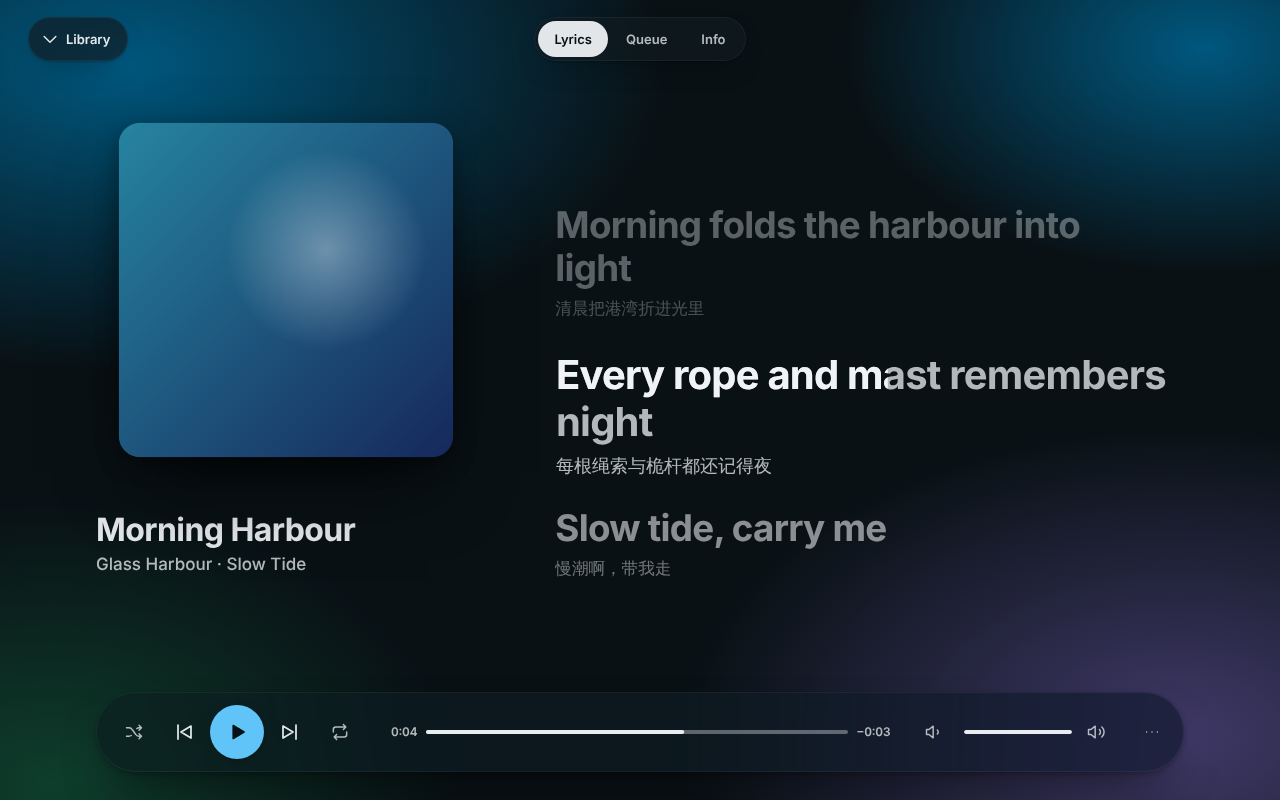 Library
Lyrics
Queue
Info
Morning folds the harbour into
light
清晨把港湾折进光里
Every rope and mast remembers
night
每根绳索与桅杆都还记得夜
Slow tide, carry me
慢潮啊，带我走
Morning Harbour
Glass Harbour · Slow Tide
0:04
−0:03